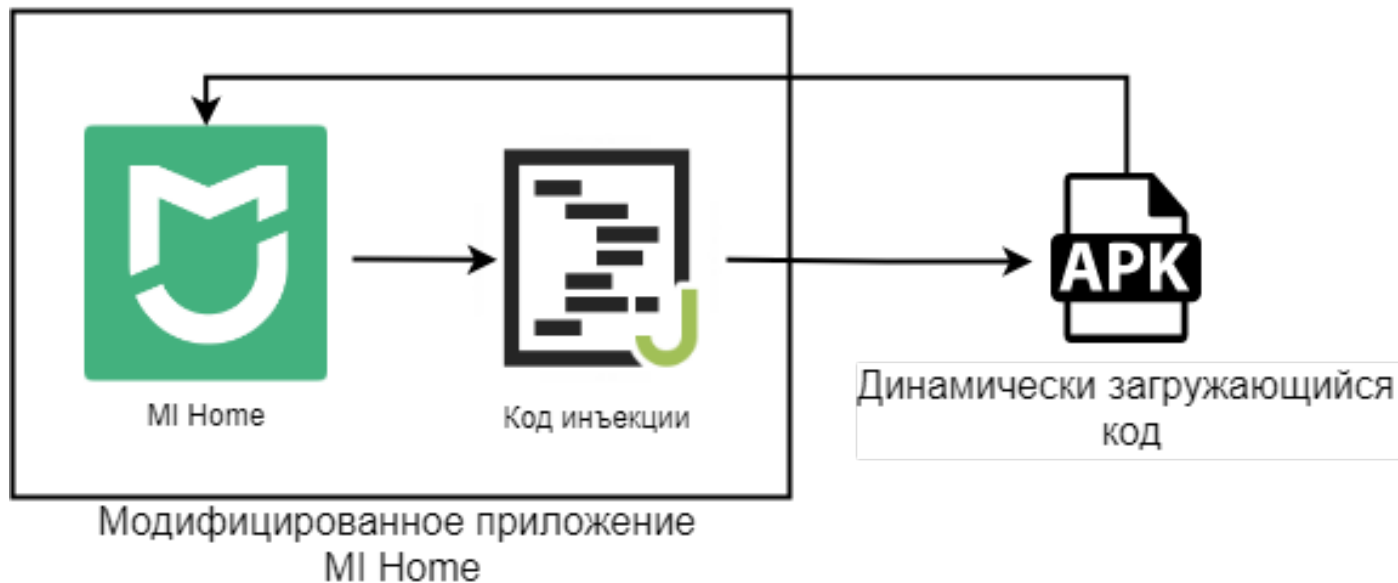 APK
MI Home
Код инъекции
Динамически загружающийся
код
Модифицированное приложение
MI Home